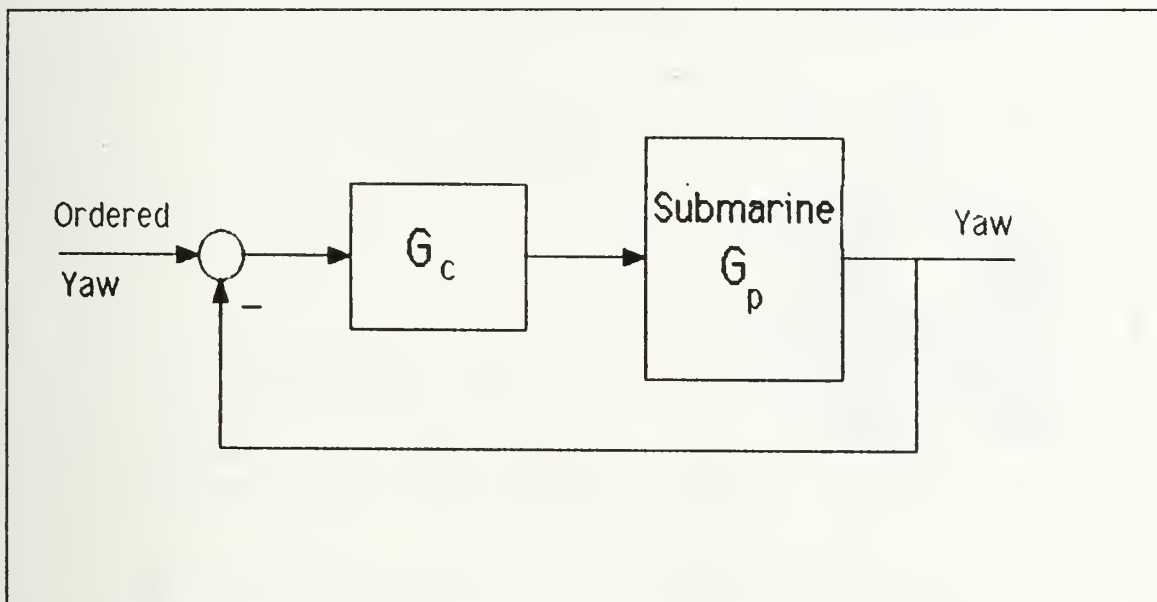 Ordered
Yaw
G_c
Submarine
G_p
Yaw
–